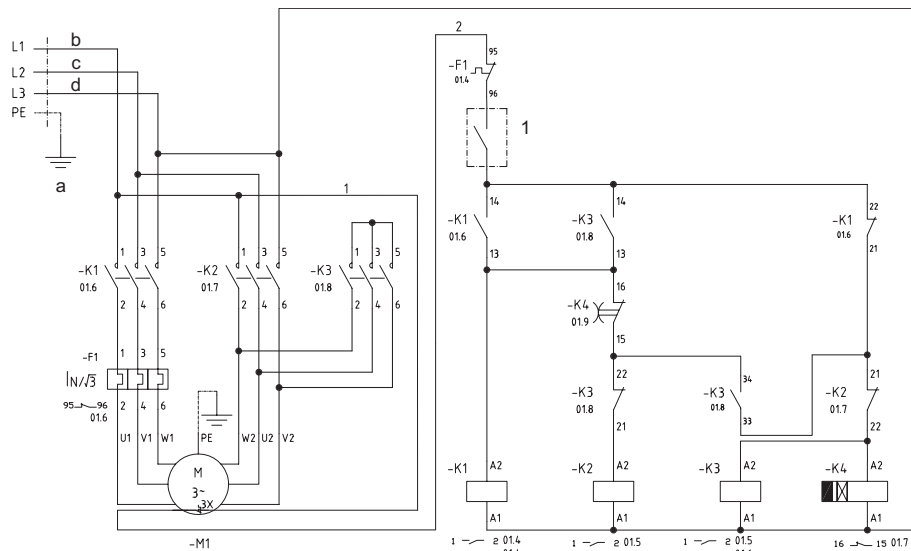 2
L1 b
L2 c
L3 d
PE
a
1
-F1
01.4
95
96
1
14
-K1
01.6
13
14
-K3
01.8
13
22
-K1
01.6
21
1 3 5
-K1
01.6
2 4 6
1 3 5
-K2
01.7
2 4 6
1 3 5
-K3
01.8
2 4 6
16
-K4
01.9
15
-F1
1 3 5
IN/√3
95 96
01.6
2 4 6
U1 V1 W1 PE W2 U2 V2
22
-K3
01.8
21
34
-K3
01.8
33
21
-K2
01.7
22
M
3~
3X
-M1
-K1
A2
A1
-K2
A2
A1
-K3
A2
A1
-K4
A2
A1
1 2 01.4
1 2 01.5
1 2 01.5
16 15 01.7